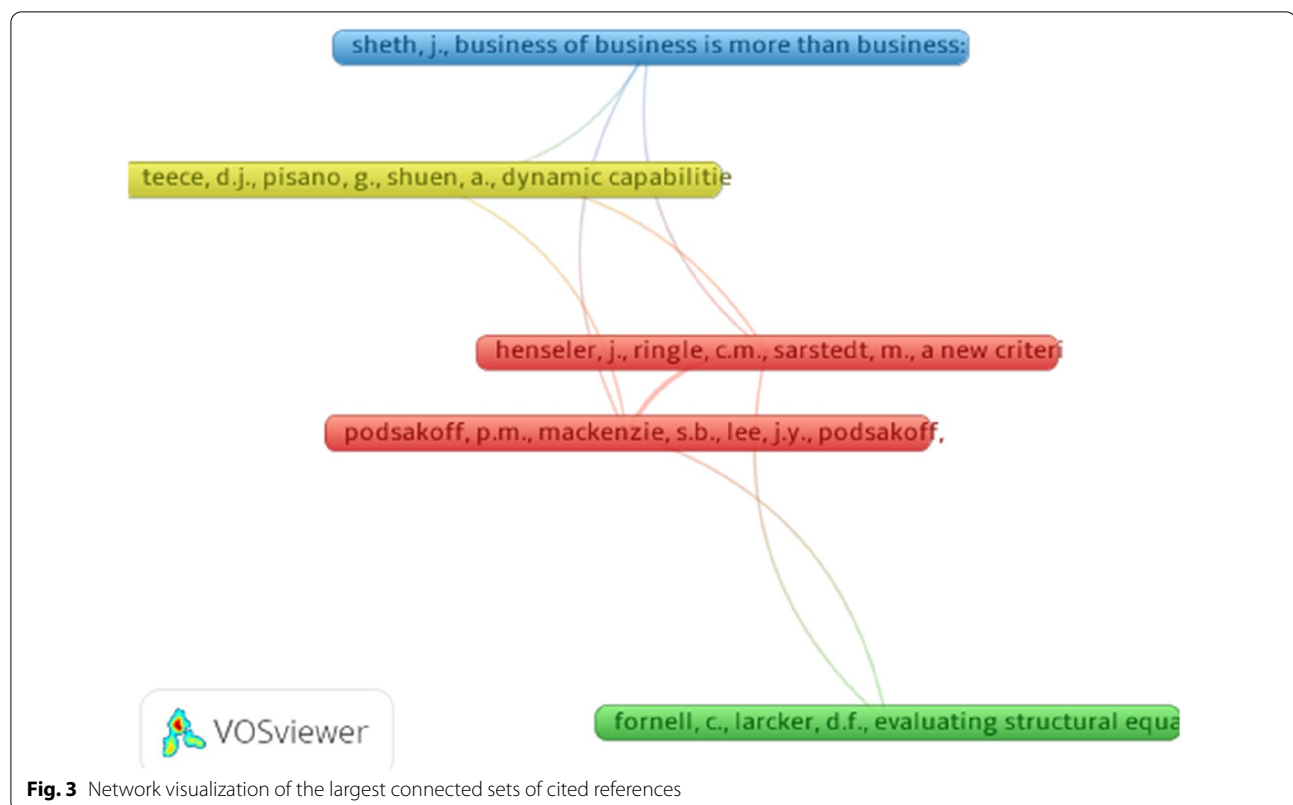 sheth, j., business of business is more than business:
teece, d.j., pisano, g., shuen, a., dynamic capabilitie
henseler, j., ringle, c.m., sarstedt, m., a new criteri
podsakoff, p.m., mackenzie, s.b., lee, j.y., podsakoff,
fornell, c., larcker, d.f., evaluating structural equa
VOSviewer
Fig. 3 Network visualization of the largest connected sets of cited references